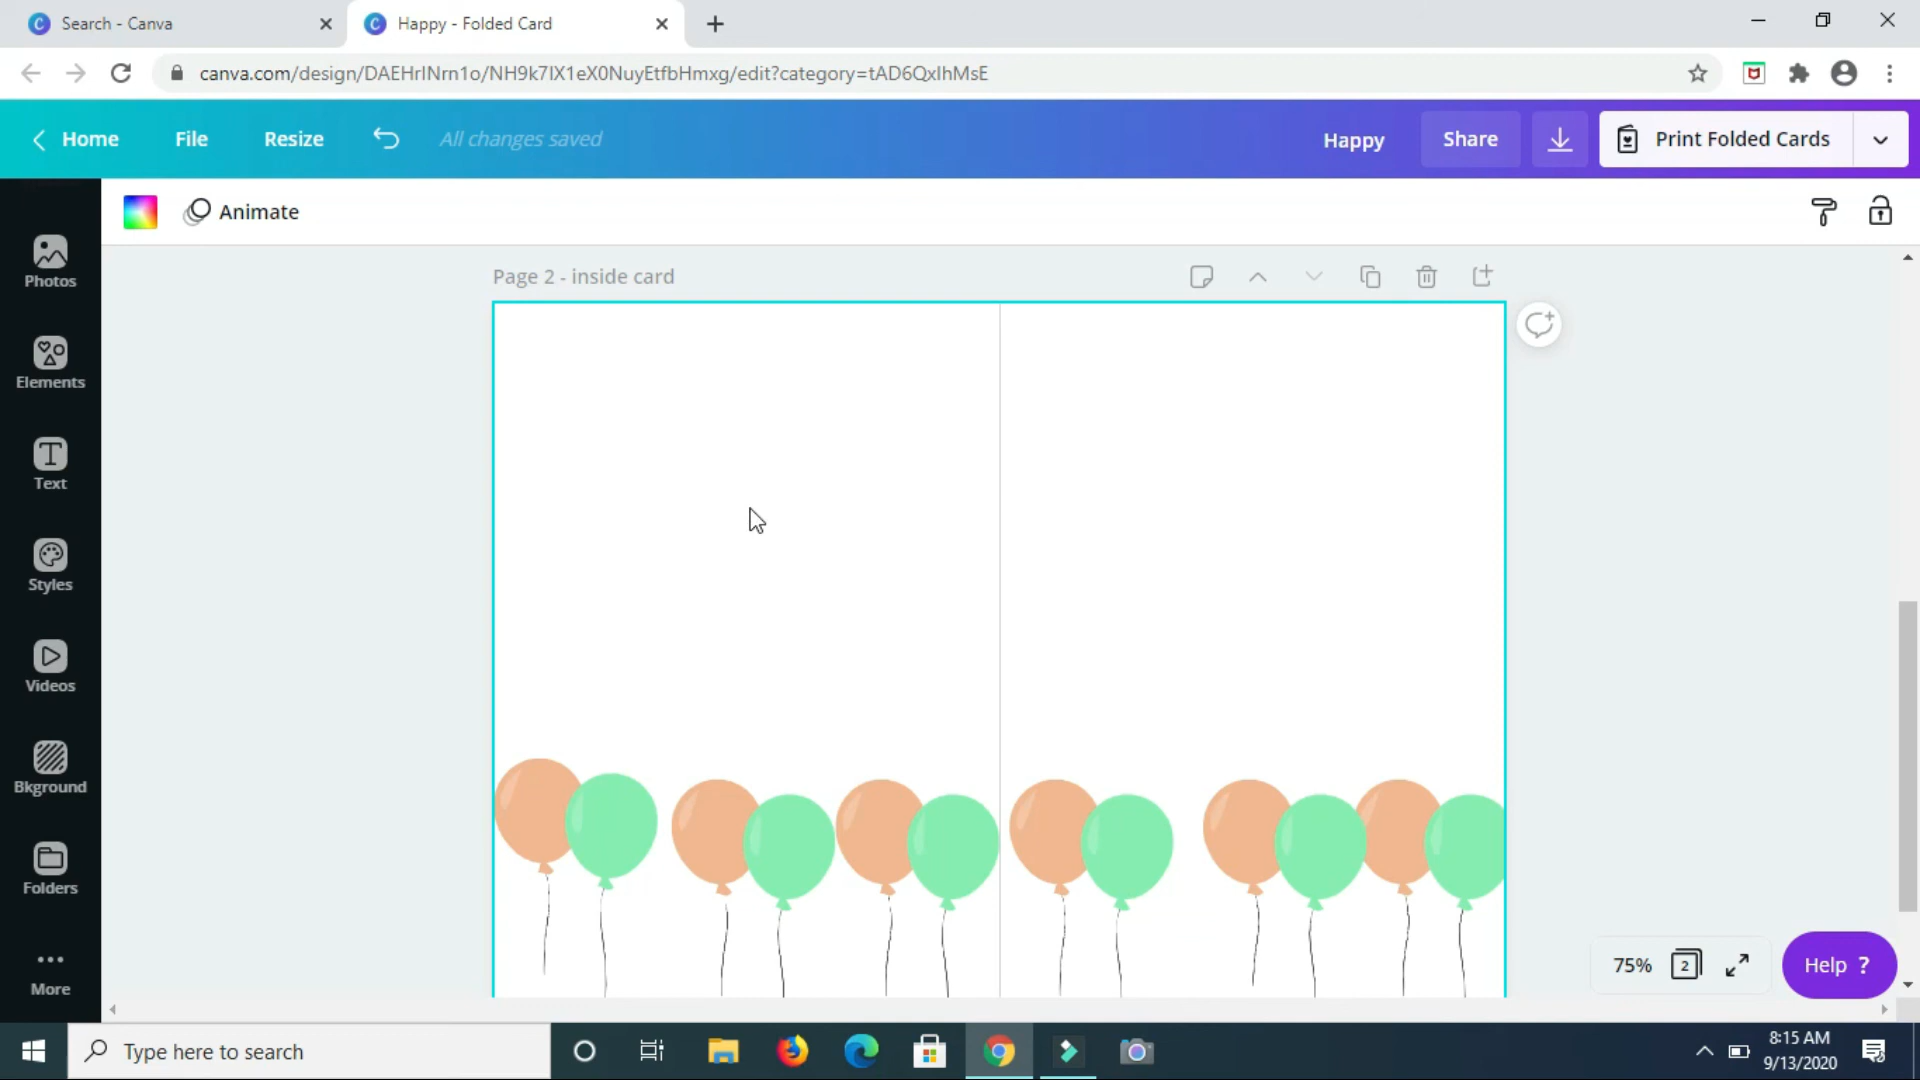 Search - Canva
Happy - Folded Card
canva.com/design/DAEHrINrn1o/NH9k7IX1eX0NuyEtfbHmxg/edit?category=tAD6QxIhMsE
Home
File
Resize
All changes saved
Happy
Share
Print Folded Cards
Animate
Photos
Elements
Text
Styles
Videos
Bkground
Folders
More
Page 2 - inside card
75%
2
Help ?
Type here to search
8:15 AM
9/13/2020